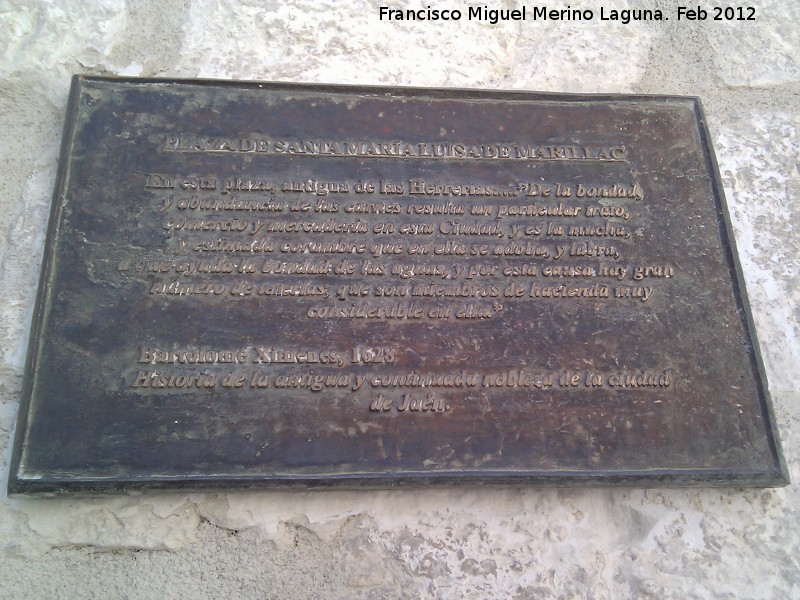 Francisco Miguel Merino Laguna. Feb 2012
PLAZA DE SANTA MARÍA LUISA DE MARILLAC
En esta plaza, antigua de las Herrerías...."De la bondad,
y abundancia de las carnes resulta un particular trato,
comercio y mercadería en esta Ciudad, y es la mucha,
y estimada corambre que en ella se adoba, y labra,
a que ayuda la bondad de las aguas, y por esta causa hay gran
número de tenerías, que son miembros de hacienda muy
considerable en ella."
Bartolomé Ximenes, 1628
Historia de la antigua y continuada nobleza de la ciudad
de Jaén.